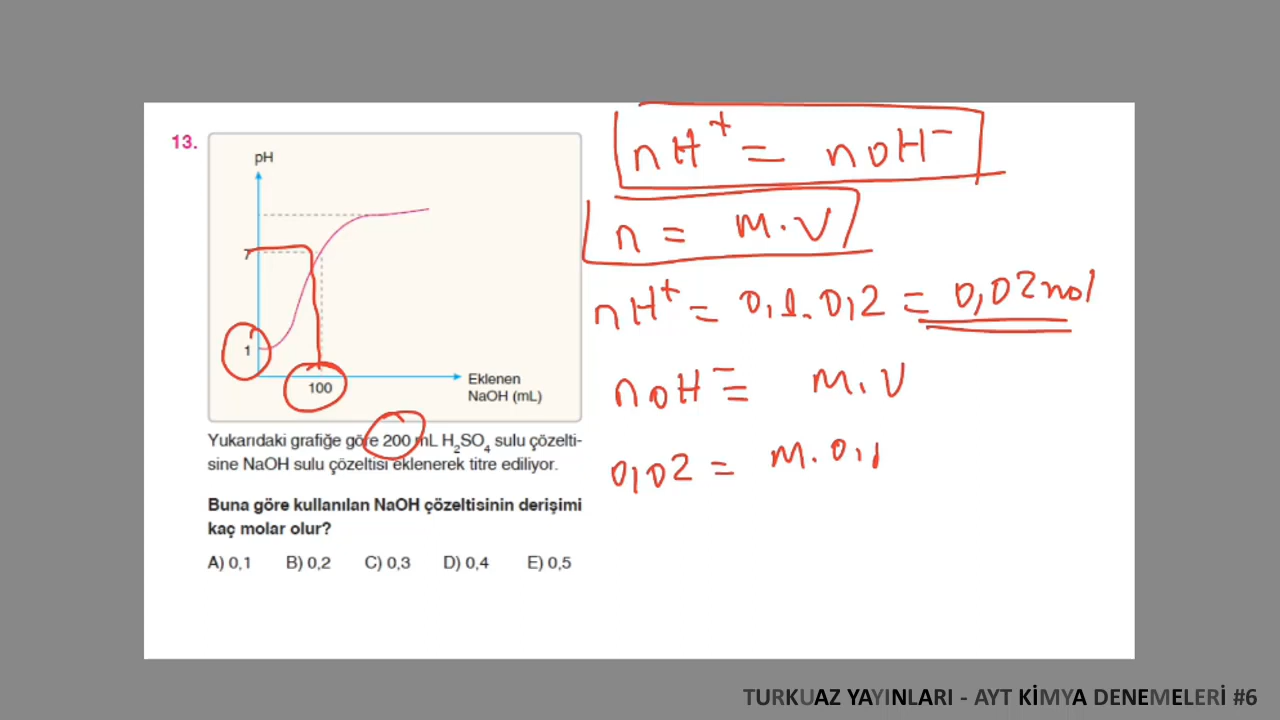 13.
pH
7
1
100
Eklenen
NaOH (mL)
Yukarıdaki grafiğe göre 200 mL H₂SO₄ sulu çözelti-
sine NaOH sulu çözeltisi eklenerek titre ediliyor.
Buna göre kullanılan NaOH çözeltisinin derişimi
kaç molar olur?
A) 0,1 B) 0,2 C) 0,3 D) 0,4 E) 0,5
nH⁺ = nOH⁻
n = M.V
nH⁺ = 0,1.0,2 = 0,02 mol
nOH⁻ = M.V
0,02 = M.0,1
TURKUAZ YAYINLARI - AYT KİMYA DENEMELERİ #6